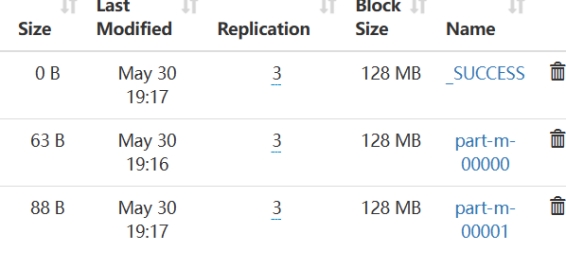 Size Last Modified Replication Block Size Name
0 B May 30 19:17 3 128 MB _SUCCESS
63 B May 30 19:16 3 128 MB part-m-00000
88 B May 30 19:17 3 128 MB part-m-00001